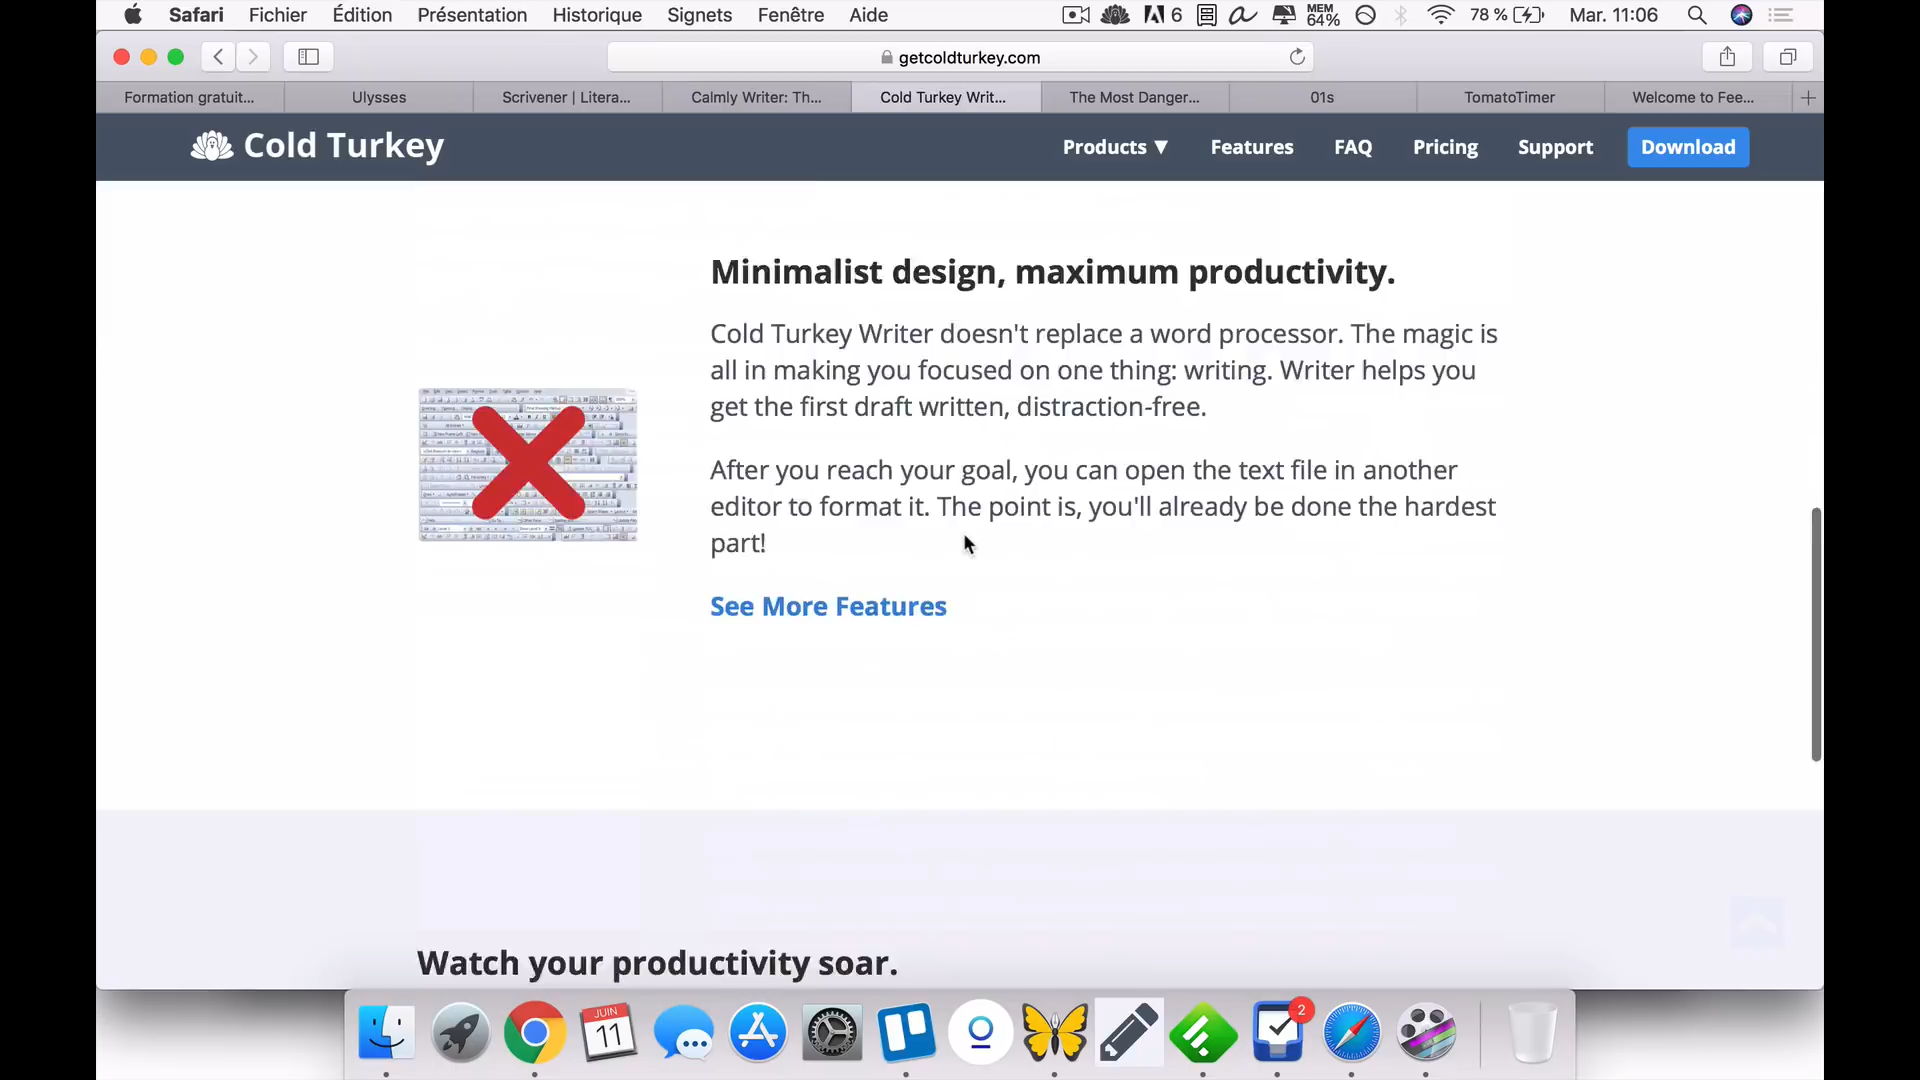 Safari Fichier Édition Présentation Historique Signets Fenêtre Aide 6 MEM 64% 78 % Mar. 11:06
getcoldturkey.com
Formation gratuit... Ulysses Scrivener | Litera... Calmly Writer: Th... Cold Turkey Writ... The Most Danger... 01s TomatoTimer Welcome to Fee...
Cold Turkey Products ▼ Features FAQ Pricing Support Download
Minimalist design, maximum productivity.
Cold Turkey Writer doesn't replace a word processor. The magic is
all in making you focused on one thing: writing. Writer helps you
get the first draft written, distraction-free.
After you reach your goal, you can open the text file in another
editor to format it. The point is, you'll already be done the hardest
part!
See More Features
Watch your productivity soar.
JUIN
11
2